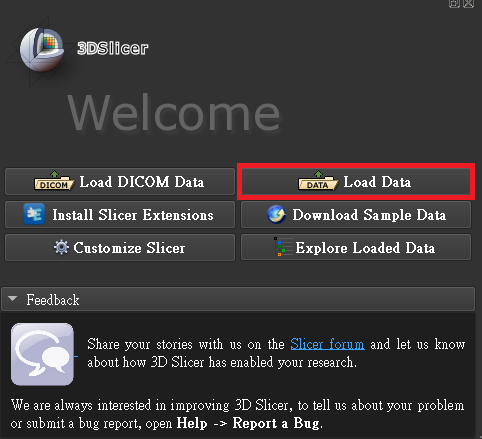 3DSlicer
Welcome
DICOM Load DICOM Data
DATA Load Data
Install Slicer Extensions
Download Sample Data
Customize Slicer
Explore Loaded Data
Feedback
Share your stories with us on the Slicer forum and let us know
about how 3D Slicer has enabled your research.
We are always interested in improving 3D Slicer, to tell us about your problem
or submit a bug report, open Help -> Report a Bug.